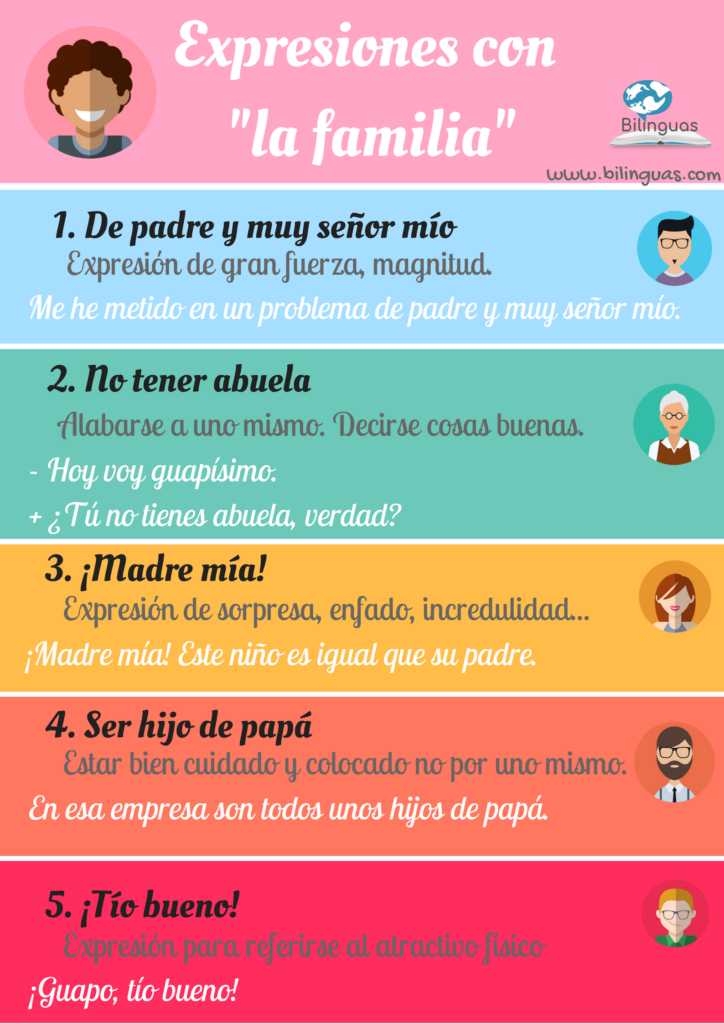 Expresiones con
"la familia"
Bilinguas
www.bilinguas.com
1. De padre y muy señor mío
Expresión de gran fuerza, magnitud.
Me he metido en un problema de padre y muy señor mío.
2. No tener abuela
Alabarse a uno mismo. Decirse cosas buenas.
- Hoy voy guapísimo.
+ ¿Tú no tienes abuela, verdad?
3. ¡Madre mía!
Expresión de sorpresa, enfado, incredulidad...
¡Madre mía! Este niño es igual que su padre.
4. Ser hijo de papá
Estar bien cuidado y colocado no por uno mismo.
En esa empresa son todos unos hijos de papá.
5. ¡Tío bueno!
Expresión para referirse al atractivo físico
¡Guapo, tío bueno!